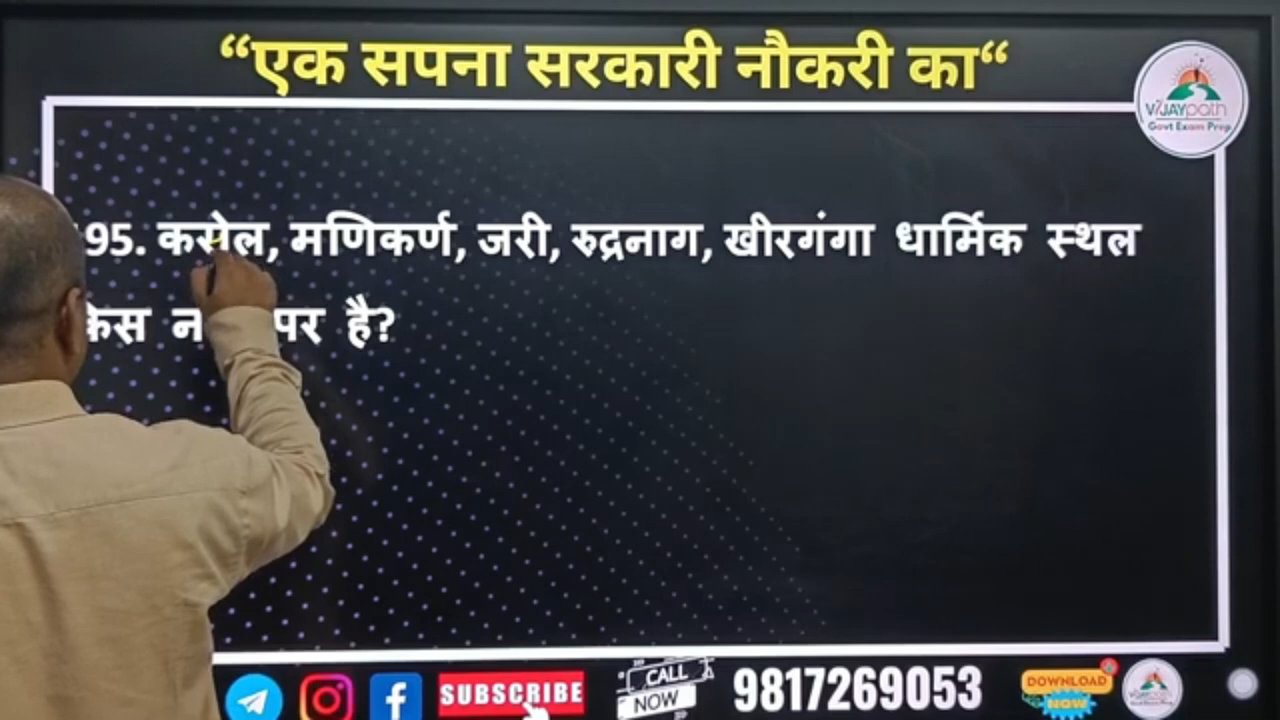 “एक सपना सरकारी नौकरी का“
VIJAYpath
Govt Exam Prep
95. कसोल, मणिकर्ण, जरी, रुद्रनाग, खीरगंगा धार्मिक स्थल
पर है?
SUBSCRIBE
CALL
NOW
9817269053
DOWNLOAD
NOW